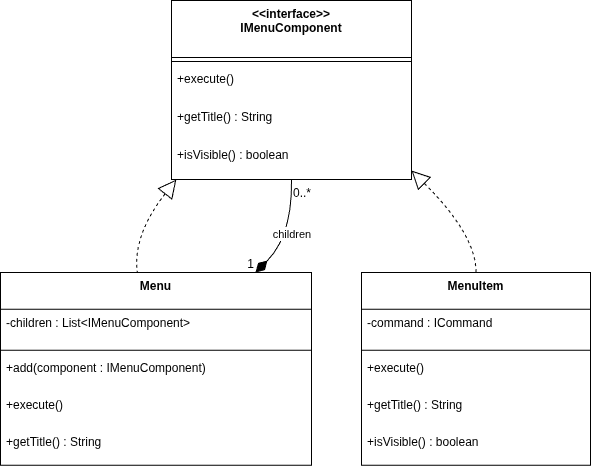 <<interface>>
IMenuComponent
+execute()
+getTitle() : String
+isVisible() : boolean
0..*
children
1
Menu
-children : List<IMenuComponent>
+add(component : IMenuComponent)
+execute()
+getTitle() : String
MenuItem
-command : ICommand
+execute()
+getTitle() : String
+isVisible() : boolean